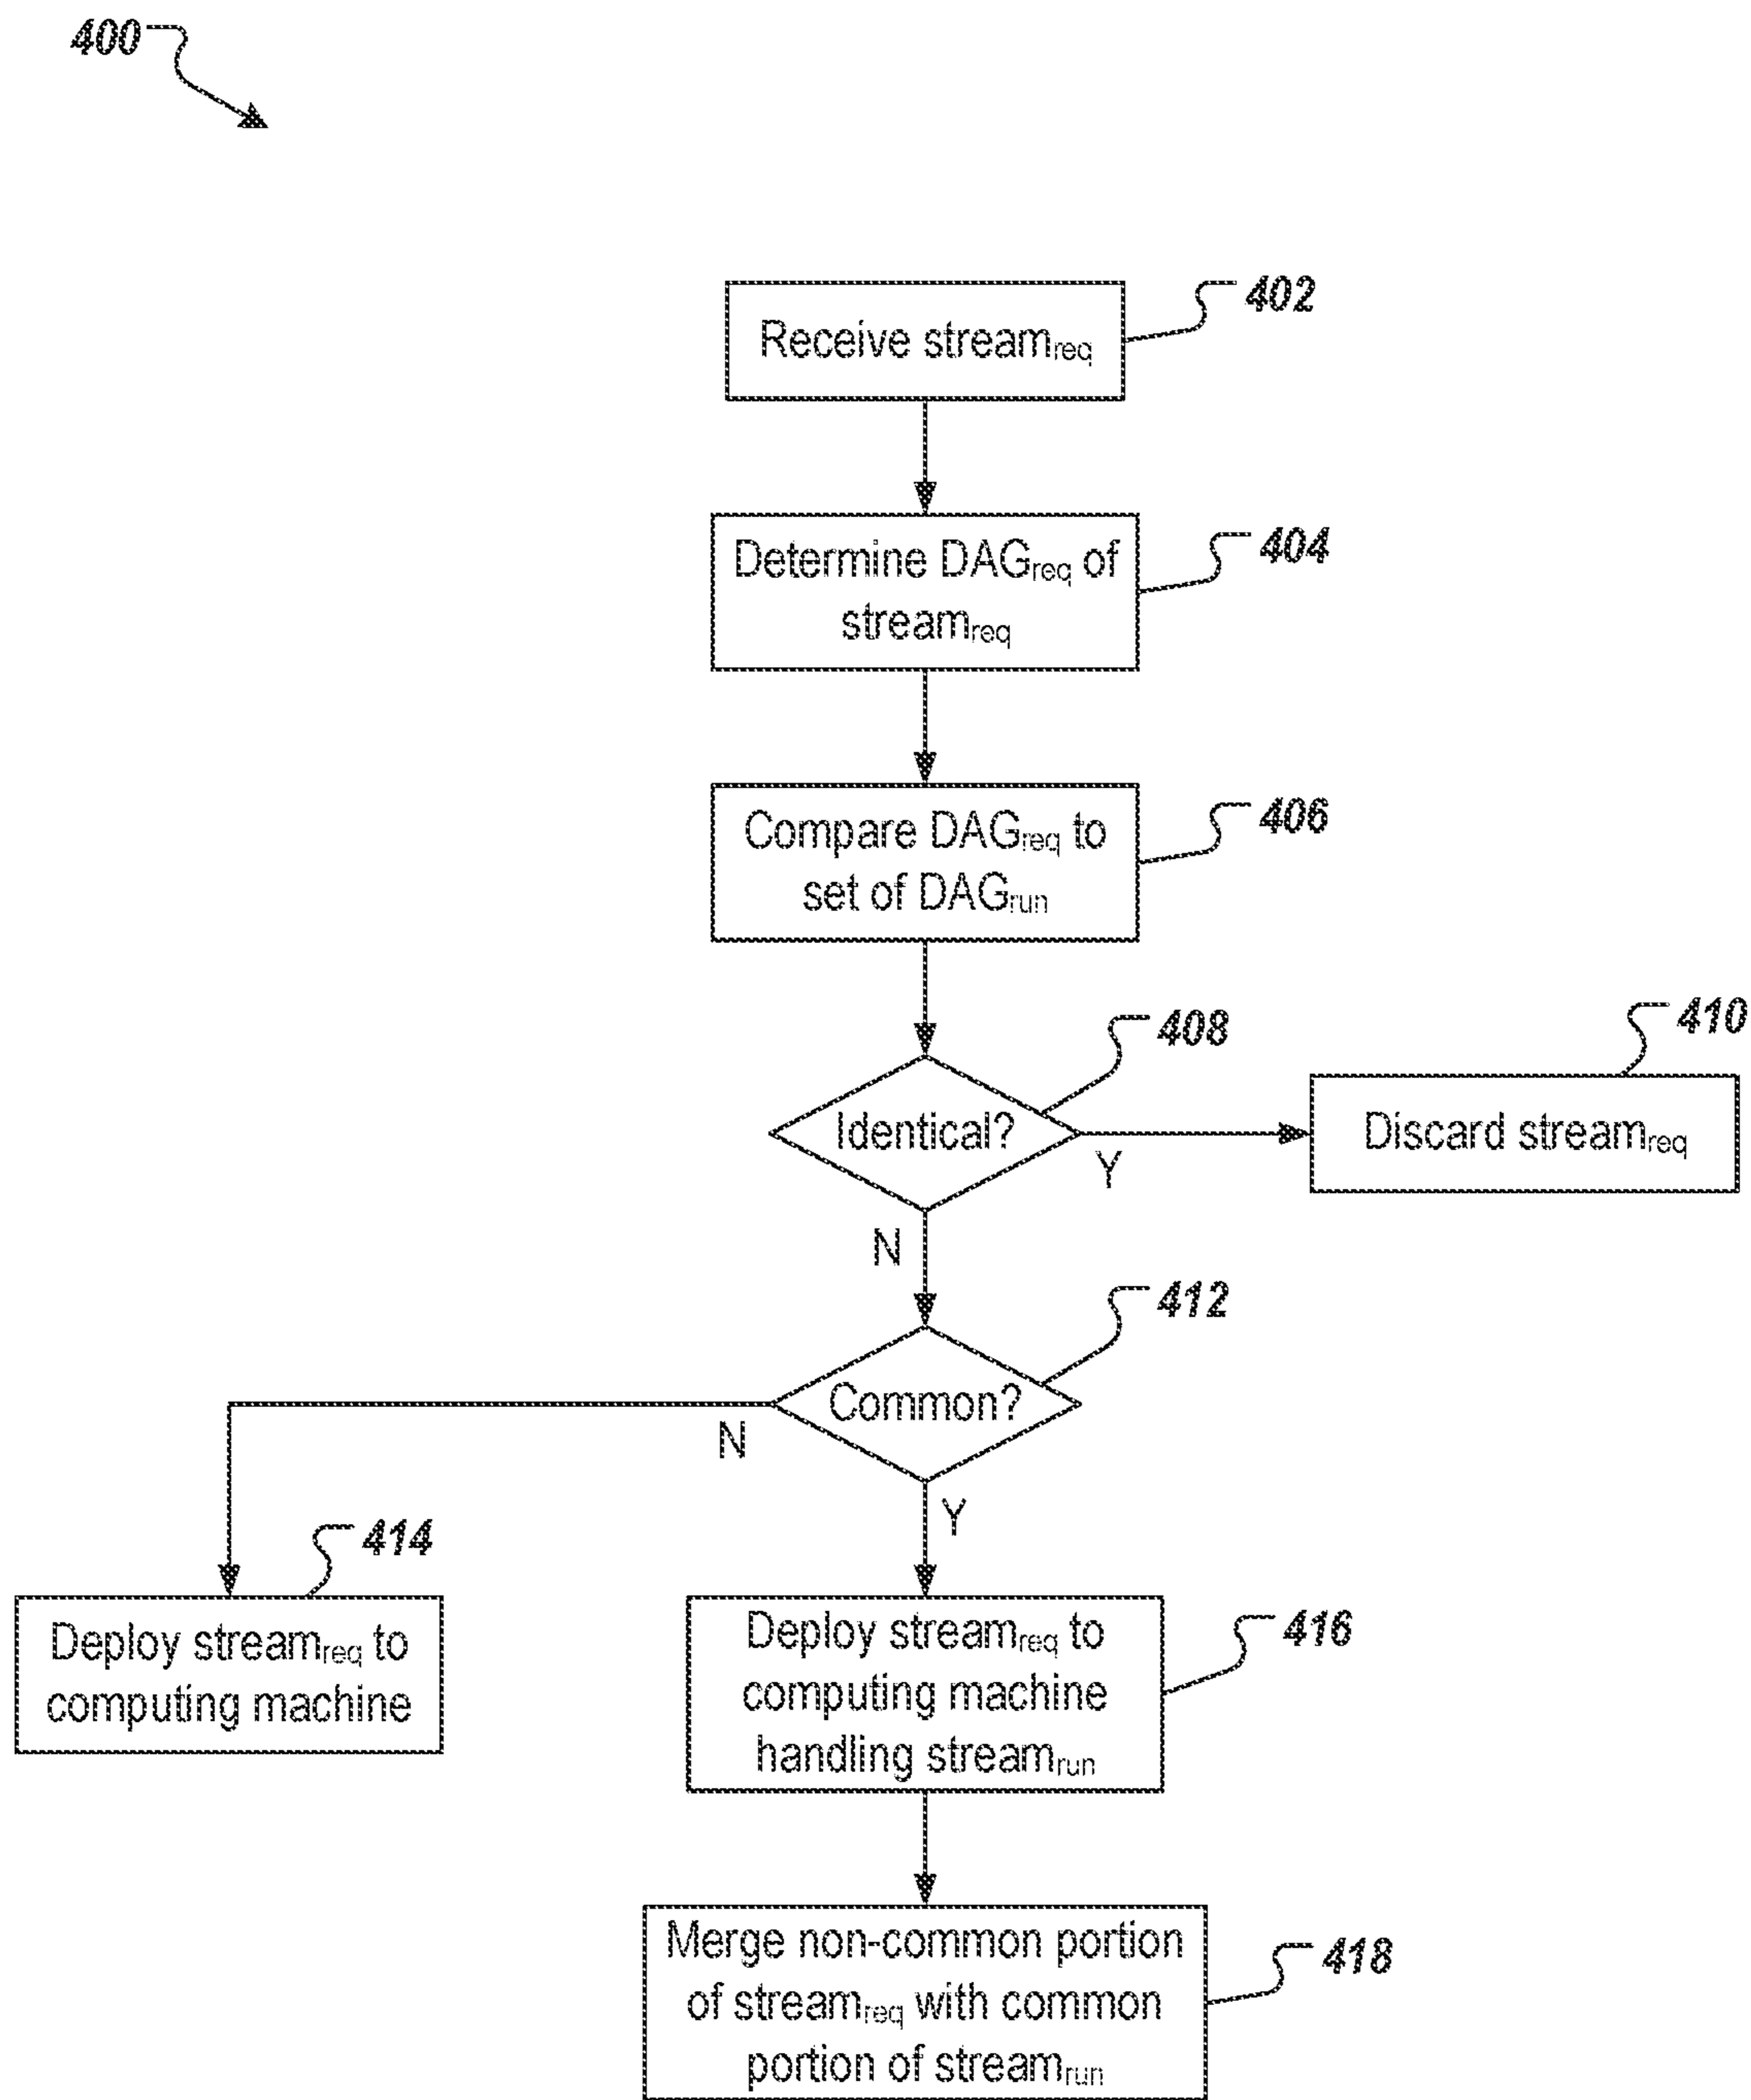 400
402
Receive streamreq
404
Determine DAGreq of
streamreq
406
Compare DAGreq to
set of DAGrun
408
410
Identical?
Discard streamreq
Y
N
412
Common?
N
Y
414
Deploy streamreq to
computing machine
416
Deploy streamreq to
computing machine
handling streamrun
418
Merge non-common portion
of streamreq with common
portion of streamrun